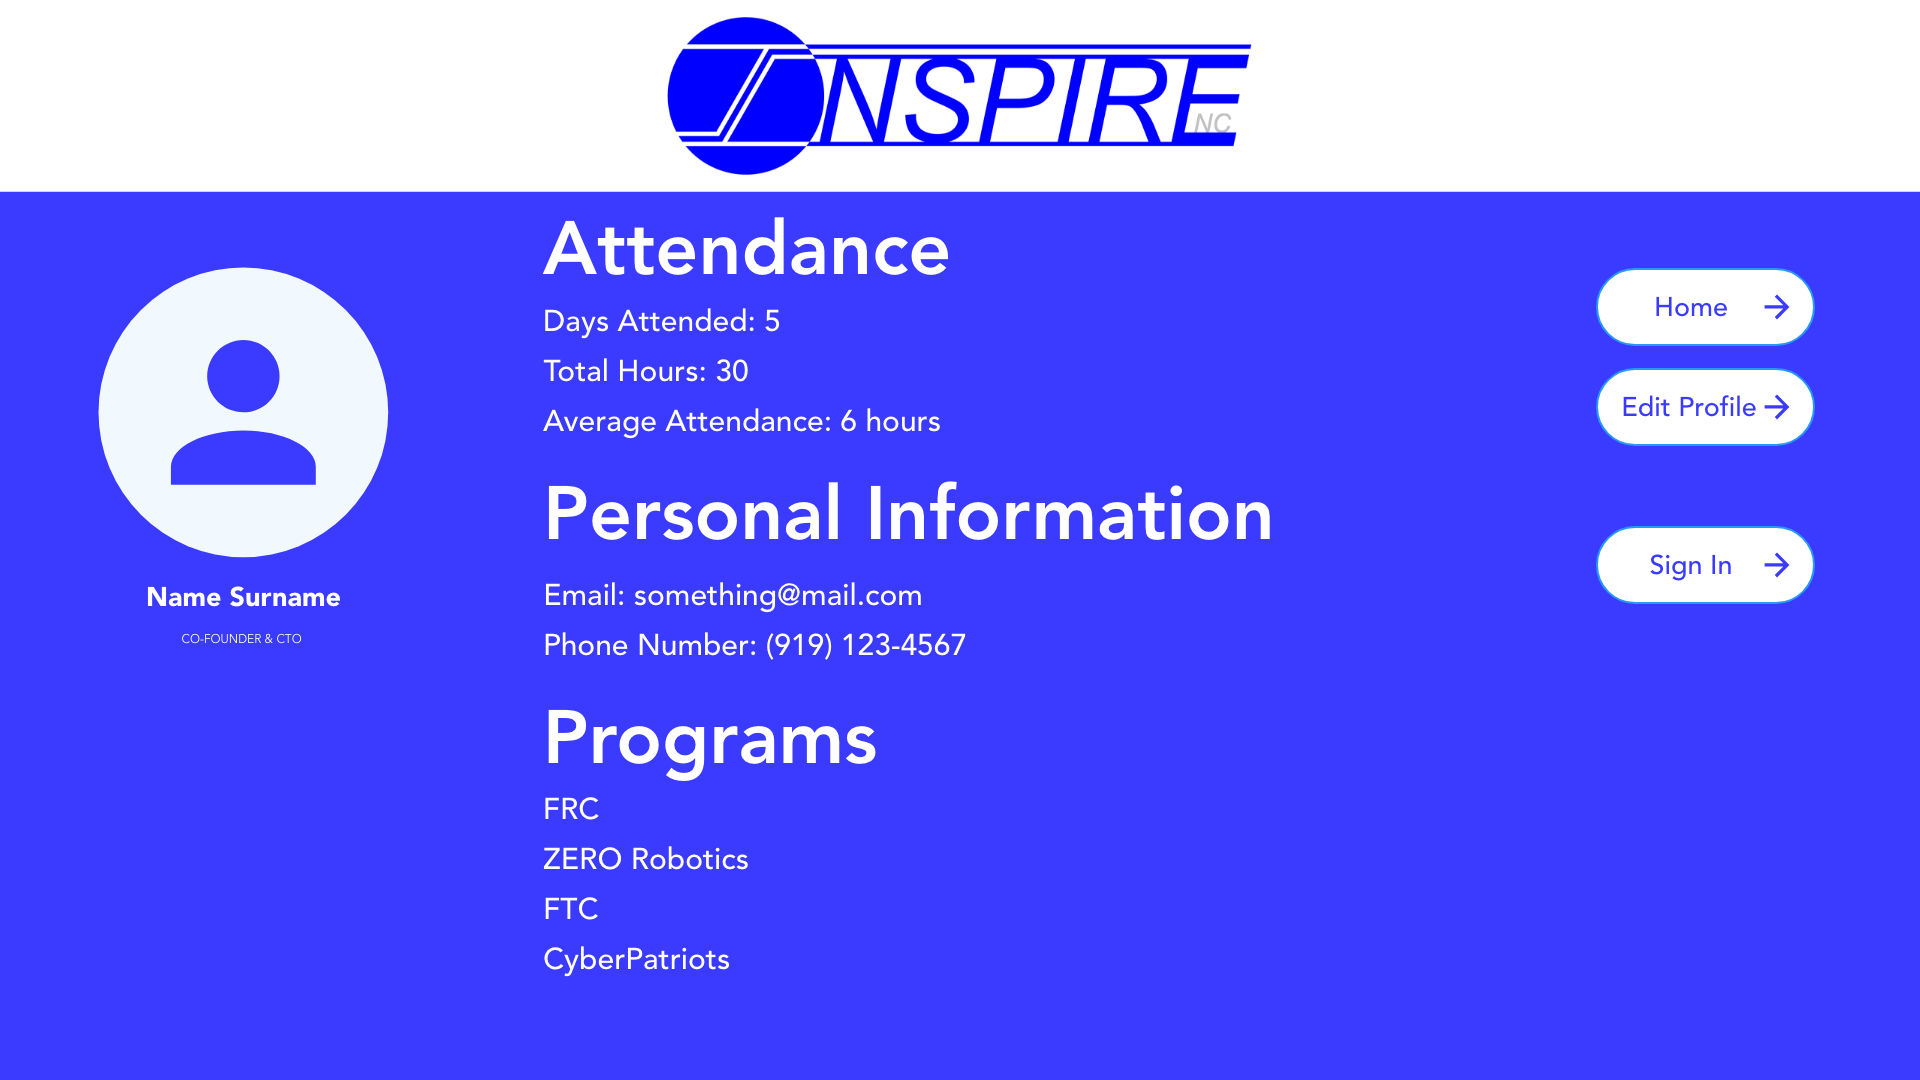 INSPIRE
NC
Name Surname
CO-FOUNDER & CTO
Attendance
Days Attended: 5
Total Hours: 30
Average Attendance: 6 hours
Personal Information
Email: something@mail.com
Phone Number: (919) 123-4567
Programs
FRC
ZERO Robotics
FTC
CyberPatriots
Home
Edit Profile
Sign In